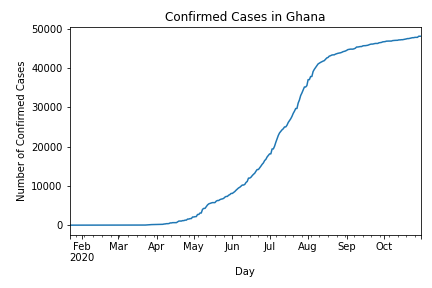 Confirmed Cases in Ghana
Number of Confirmed Cases
50000
40000
30000
20000
10000
0
Feb Mar Apr May Jun Jul Aug Sep Oct
2020
Day